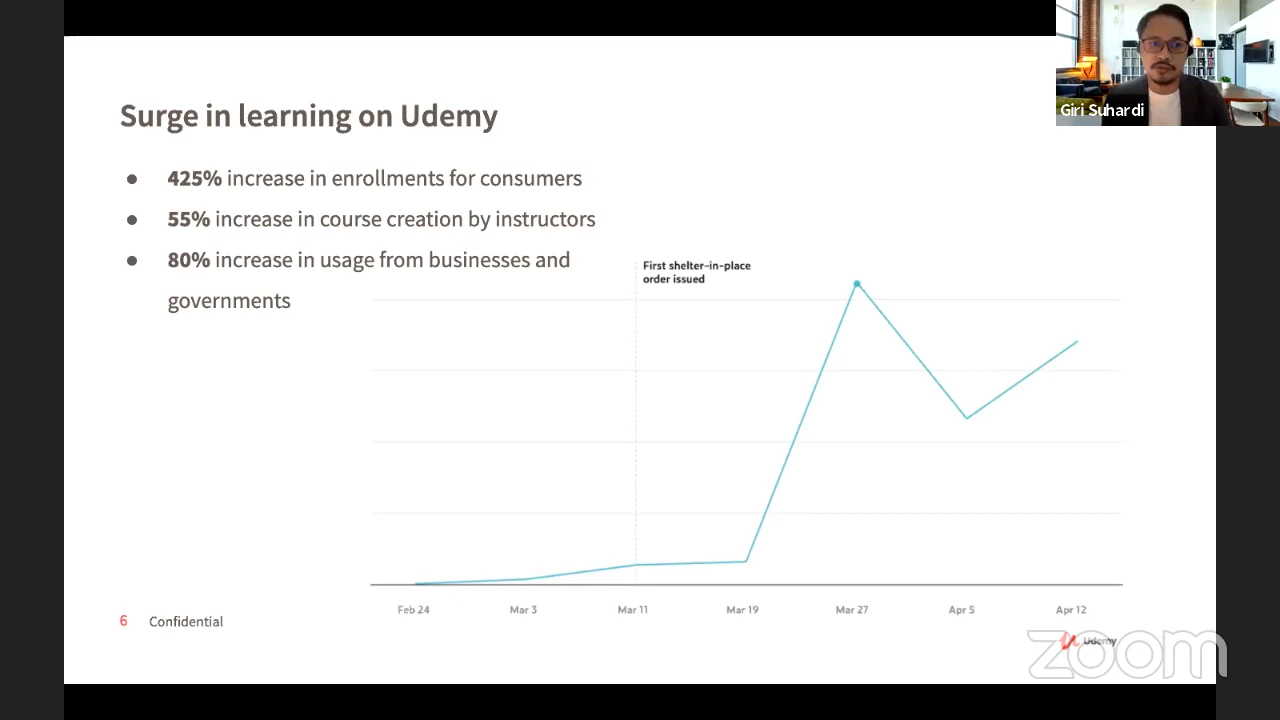 Surge in learning on Udemy
● 425% increase in enrollments for consumers
● 55% increase in course creation by instructors
● 80% increase in usage from businesses and
governments
First shelter-in-place
order issued
Feb 24 Mar 3 Mar 11 Mar 19 Mar 27 Apr 5 Apr 12
6 Confidential
Udemy
zoom
Giri Suhardi